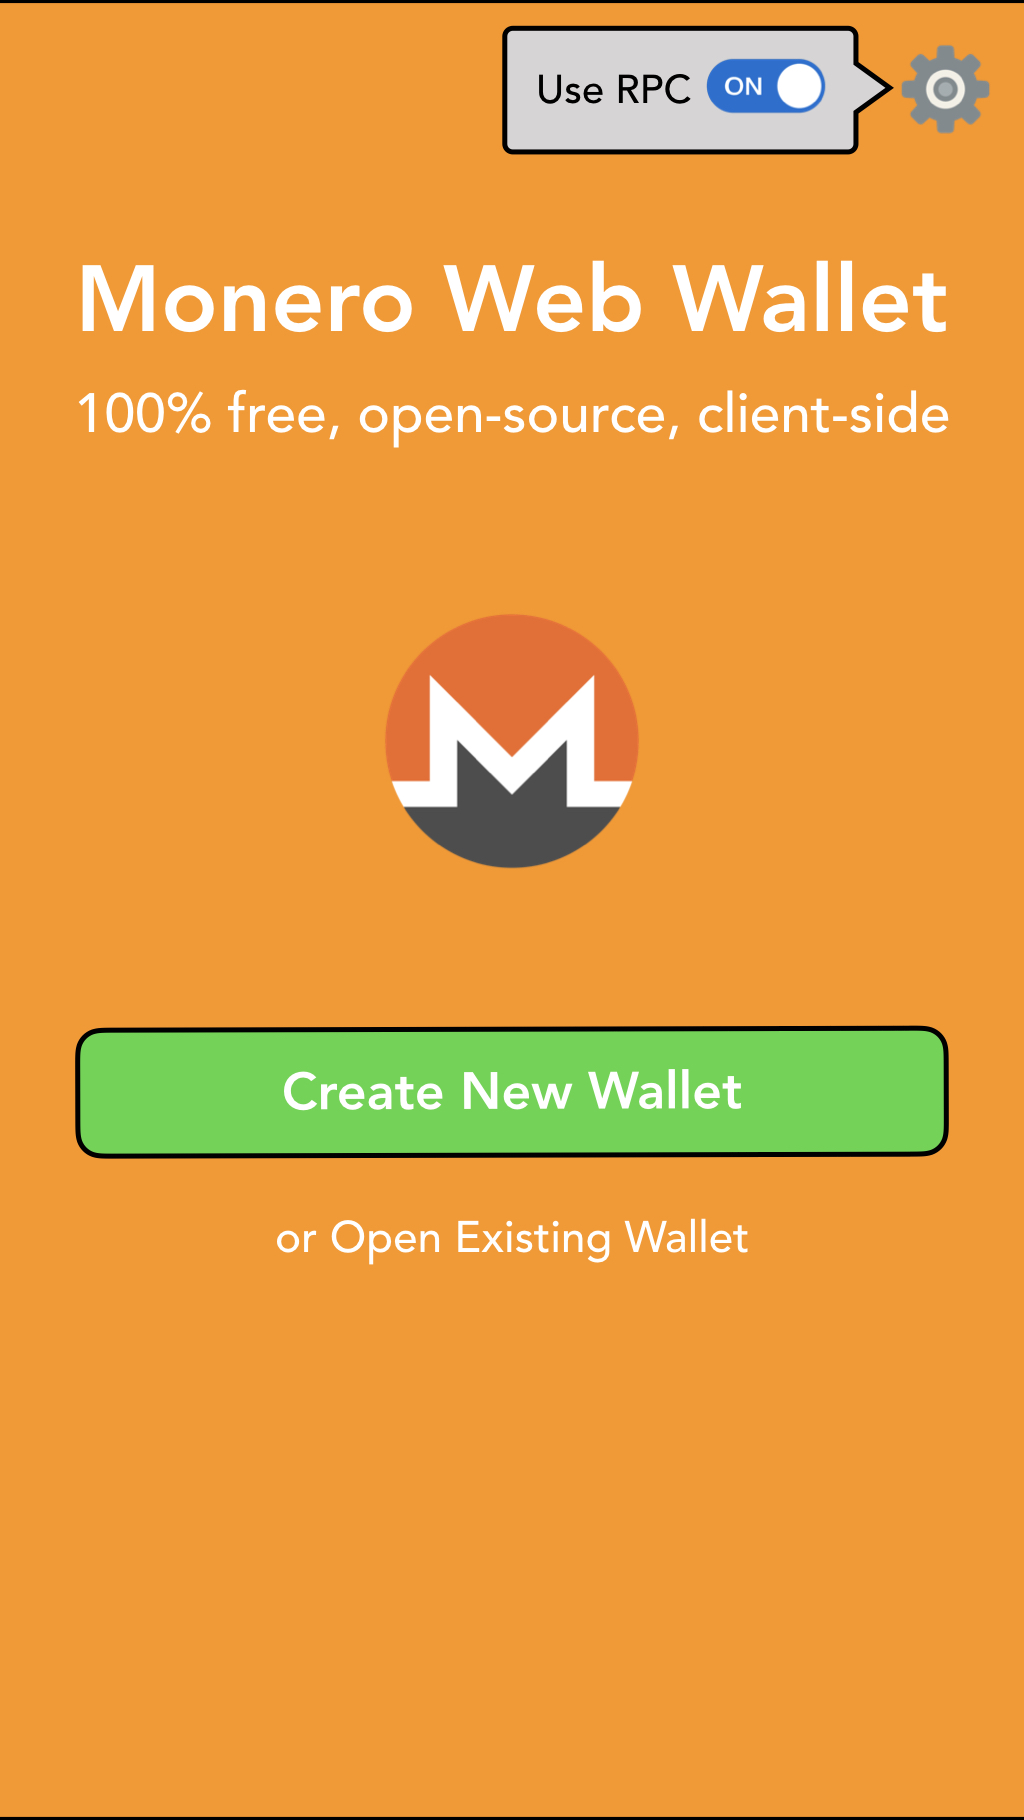 Use RPC ON
Monero Web Wallet
100% free, open-source, client-side
Create New Wallet
or Open Existing Wallet